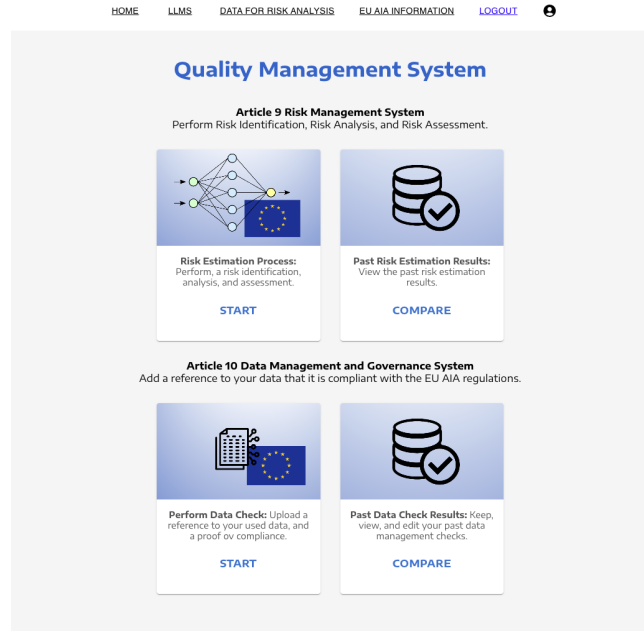 HOME LLMS DATA FOR RISK ANALYSIS EU AIA INFORMATION LOGOUT
Quality Management System
Article 9 Risk Management System
Perform Risk Identification, Risk Analysis, and Risk Assessment.
Risk Estimation Process:
Perform, a risk identification,
analysis, and assessment.
START
Past Risk Estimation Results:
View the past risk estimation
results.
COMPARE
Article 10 Data Management and Governance System
Add a reference to your data that it is compliant with the EU AIA regulations.
Perform Data Check: Upload a
reference to your used data, and
a proof ov compliance.
START
Past Data Check Results: Keep,
view, and edit your past data
management checks.
COMPARE